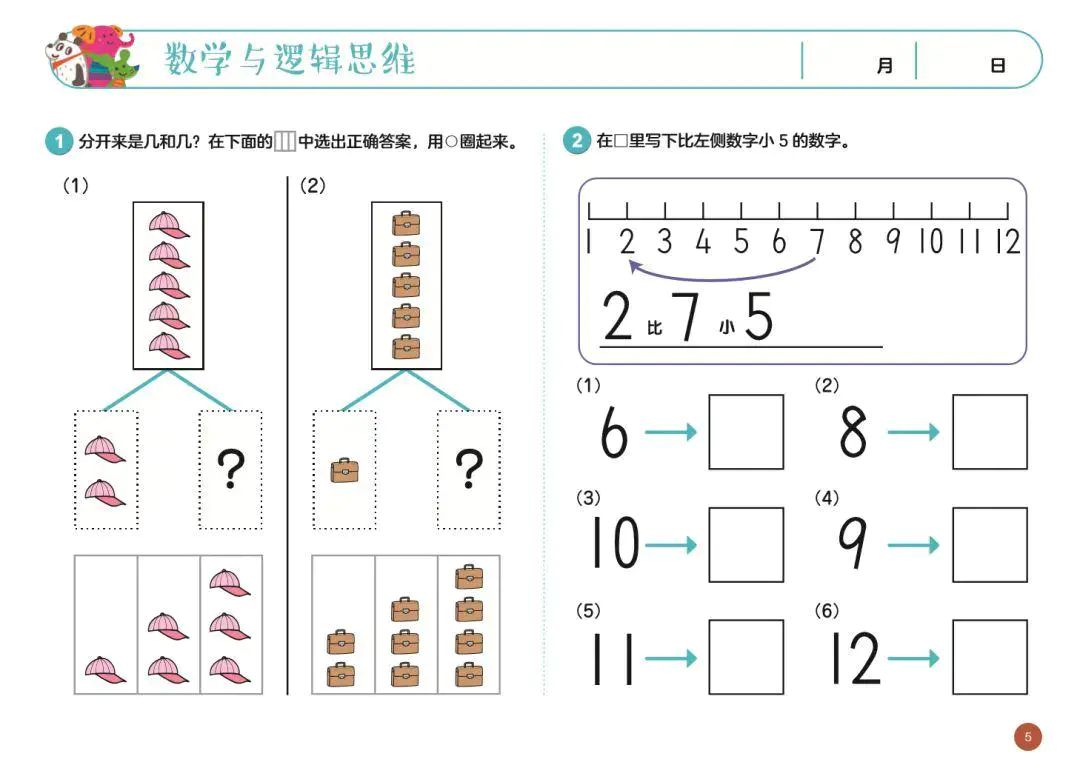 数学与逻辑思维
月 日
1 分开来是几和几？在下面的中选出正确答案，用○圈起来。
（1）
?
（2）
?
2 在□里写下比左侧数字小 5 的数字。
1 2 3 4 5 6 7 8 9 10 11 12
2 比 7 小 5
（1） （2）
6 8
（3） （4）
10 9
（5） （6）
11 12
5